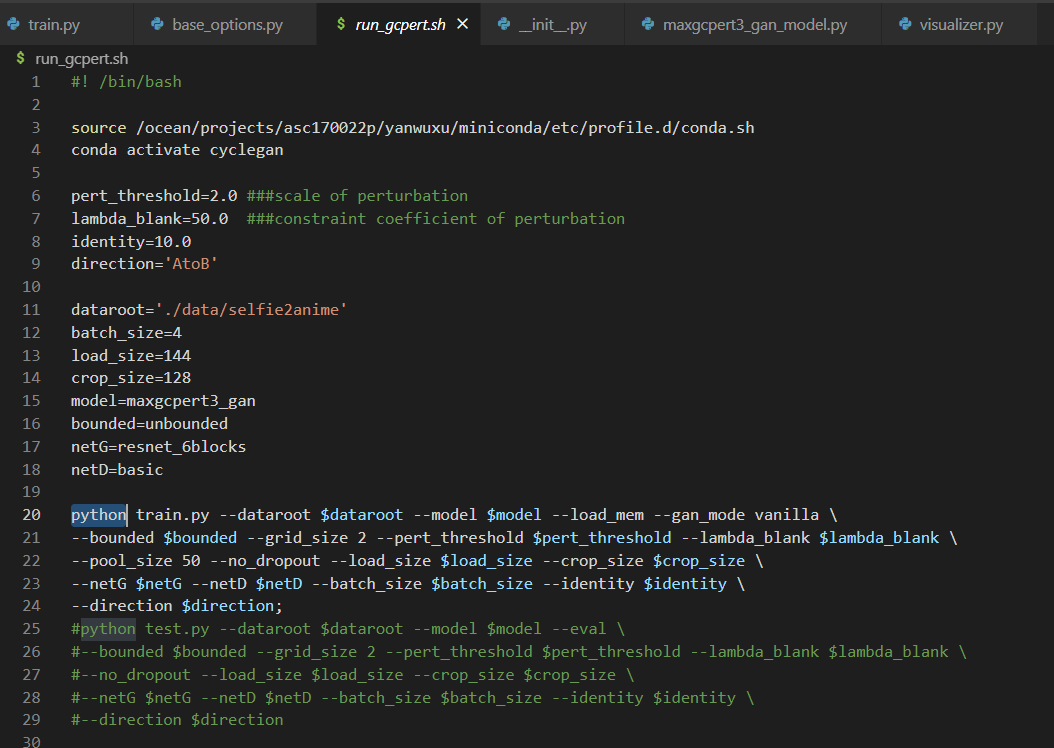 train.py base_options.py $ run_gcpert.sh × __init__.py maxgcpert3_gan_model.py visualizer.py
$ run_gcpert.sh
1 #! /bin/bash
2
3 source /ocean/projects/asc170022p/yanwuxu/miniconda/etc/profile.d/conda.sh
4 conda activate cyclegan
5
6 pert_threshold=2.0 ###scale of perturbation
7 lambda_blank=50.0  ###constraint coefficient of perturbation
8 identity=10.0
9 direction='AtoB'
10
11 dataroot='./data/selfie2anime'
12 batch_size=4
13 load_size=144
14 crop_size=128
15 model=maxgcpert3_gan
16 bounded=unbounded
17 netG=resnet_6blocks
18 netD=basic
19
20 python train.py --dataroot $dataroot --model $model --load_mem --gan_mode vanilla \
21 --bounded $bounded --grid_size 2 --pert_threshold $pert_threshold --lambda_blank $lambda_blank \
22 --pool_size 50 --no_dropout --load_size $load_size --crop_size $crop_size \
23 --netG $netG --netD $netD --batch_size $batch_size --identity $identity \
24 --direction $direction;
25 #python test.py --dataroot $dataroot --model $model --eval \
26 #--bounded $bounded --grid_size 2 --pert_threshold $pert_threshold --lambda_blank $lambda_blank \
27 #--no_dropout --load_size $load_size --crop_size $crop_size \
28 #--netG $netG --netD $netD --batch_size $batch_size --identity $identity \
29 #--direction $direction
30